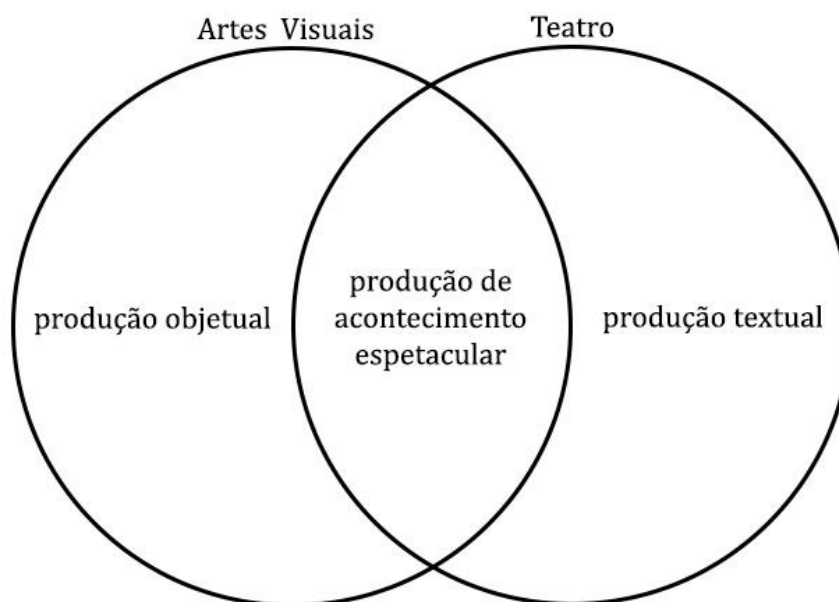 Artes Visuais
Teatro
produção objetual
produção de
acontecimento
espetacular
produção textual